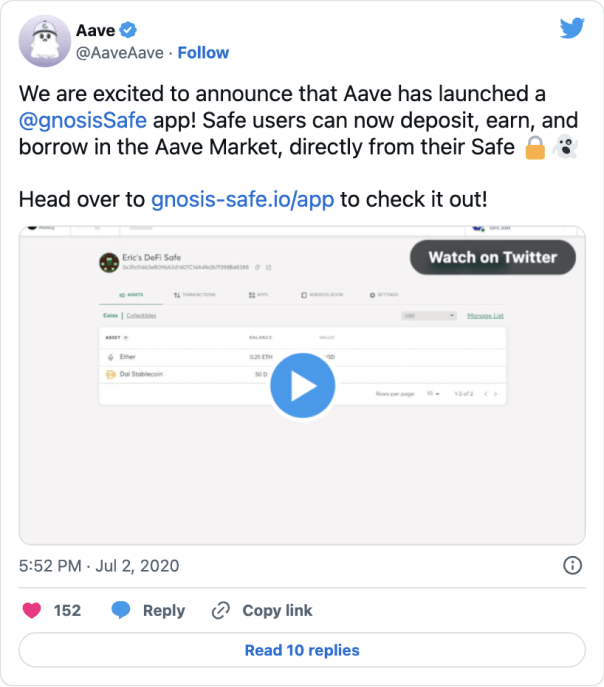 Aave
@AaveAave · Follow
We are excited to announce that Aave has launched a
@gnosisSafe app! Safe users can now deposit, earn, and
borrow in the Aave Market, directly from their Safe 🔒 👻
Head over to gnosis-safe.io/app to check it out!
Watch on Twitter
Eric's DeFi Safe
ASSETS TRANSACTIONS APPS ADDRESS BOOK SETTINGS
Coins | Collectibles USD Manage List
ASSET BALANCE VALUE
Ether 0.25 ETH
Dai Stablecoin 50 D
Rows per page: 10 1-2 of 2
5:52 PM · Jul 2, 2020
152 Reply Copy link
Read 10 replies